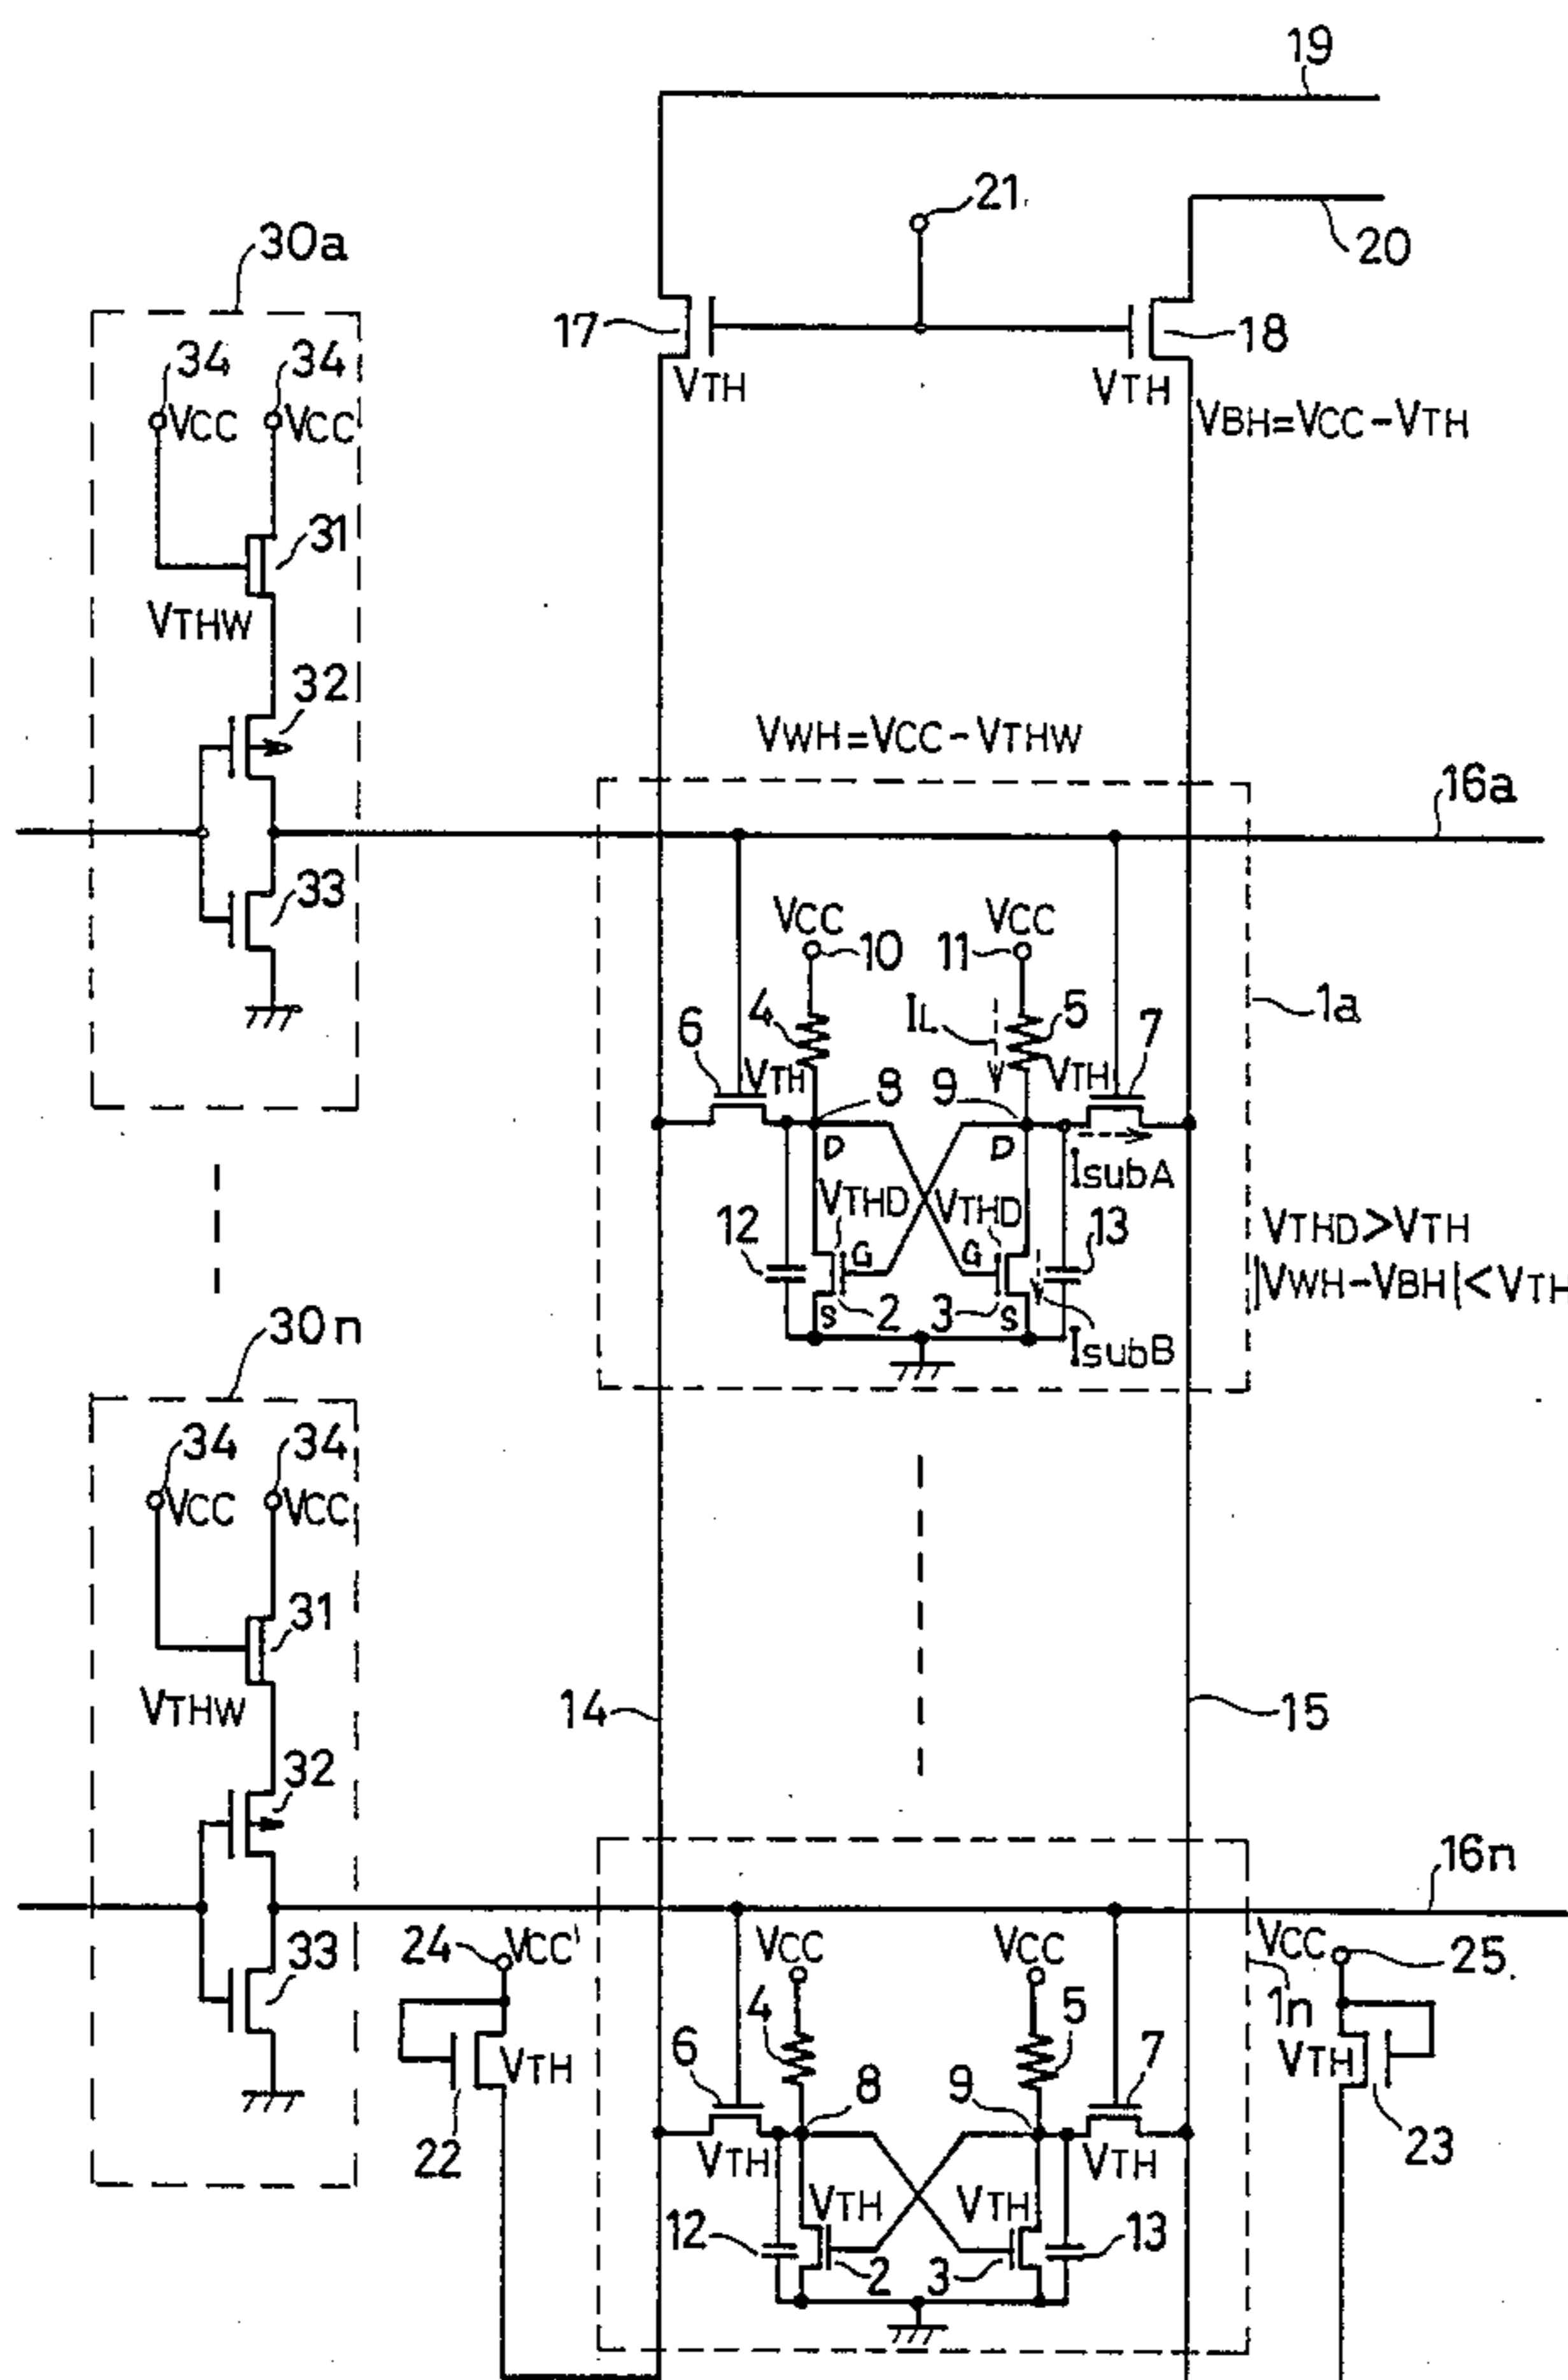 19
21
20
30a
17
18
34
34
VTH
VTH
VCC
VCC
VBH=VCC-VTH
31
VTHW
32
VWH=VCC-VTHW
16a
33
VCC
VCC
10
11
1a
6
4
IL
5
7
VTH
VTH
8
9
D
D
IsubA
VTHD
VTHD
12
G
G
13
VTHD>VTH
|VWH-VBH|<VTH
S
2
3
S
IsubB
30n
34
34
VCC
VCC
31
VTHW
14
15
32
16n
24
VCC'
VCC
VCC
VCC
25
33
1n
4
5
6
7
VTH
VTH
8
9
22
VTH
VTH
23
VTH
VTH
12
13
2
3